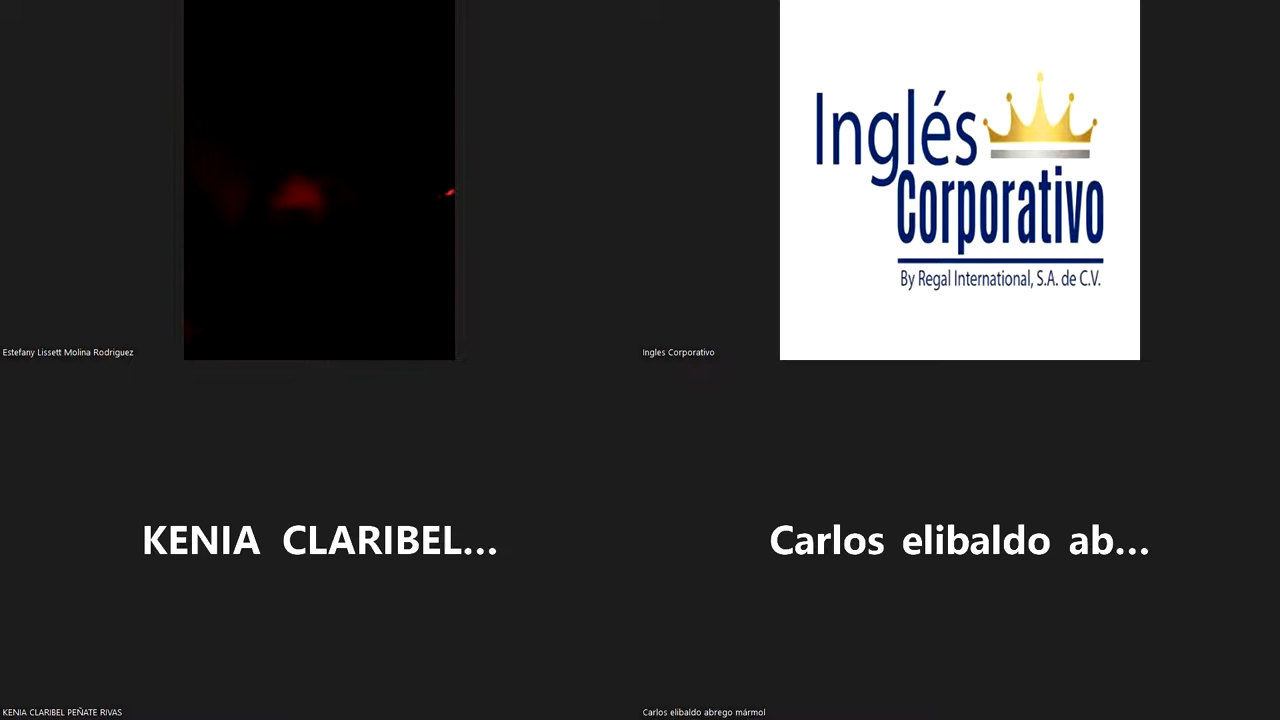 Inglés
Corporativo
By Regal International, S.A. de C.V.
Estefany Lissett Molina Rodriguez
Ingles Corporativo
KENIA CLARIBEL...
Carlos elibaldo ab...
KENIA CLARIBEL PEÑATE RIVAS
Carlos elibaldo abrego mármol